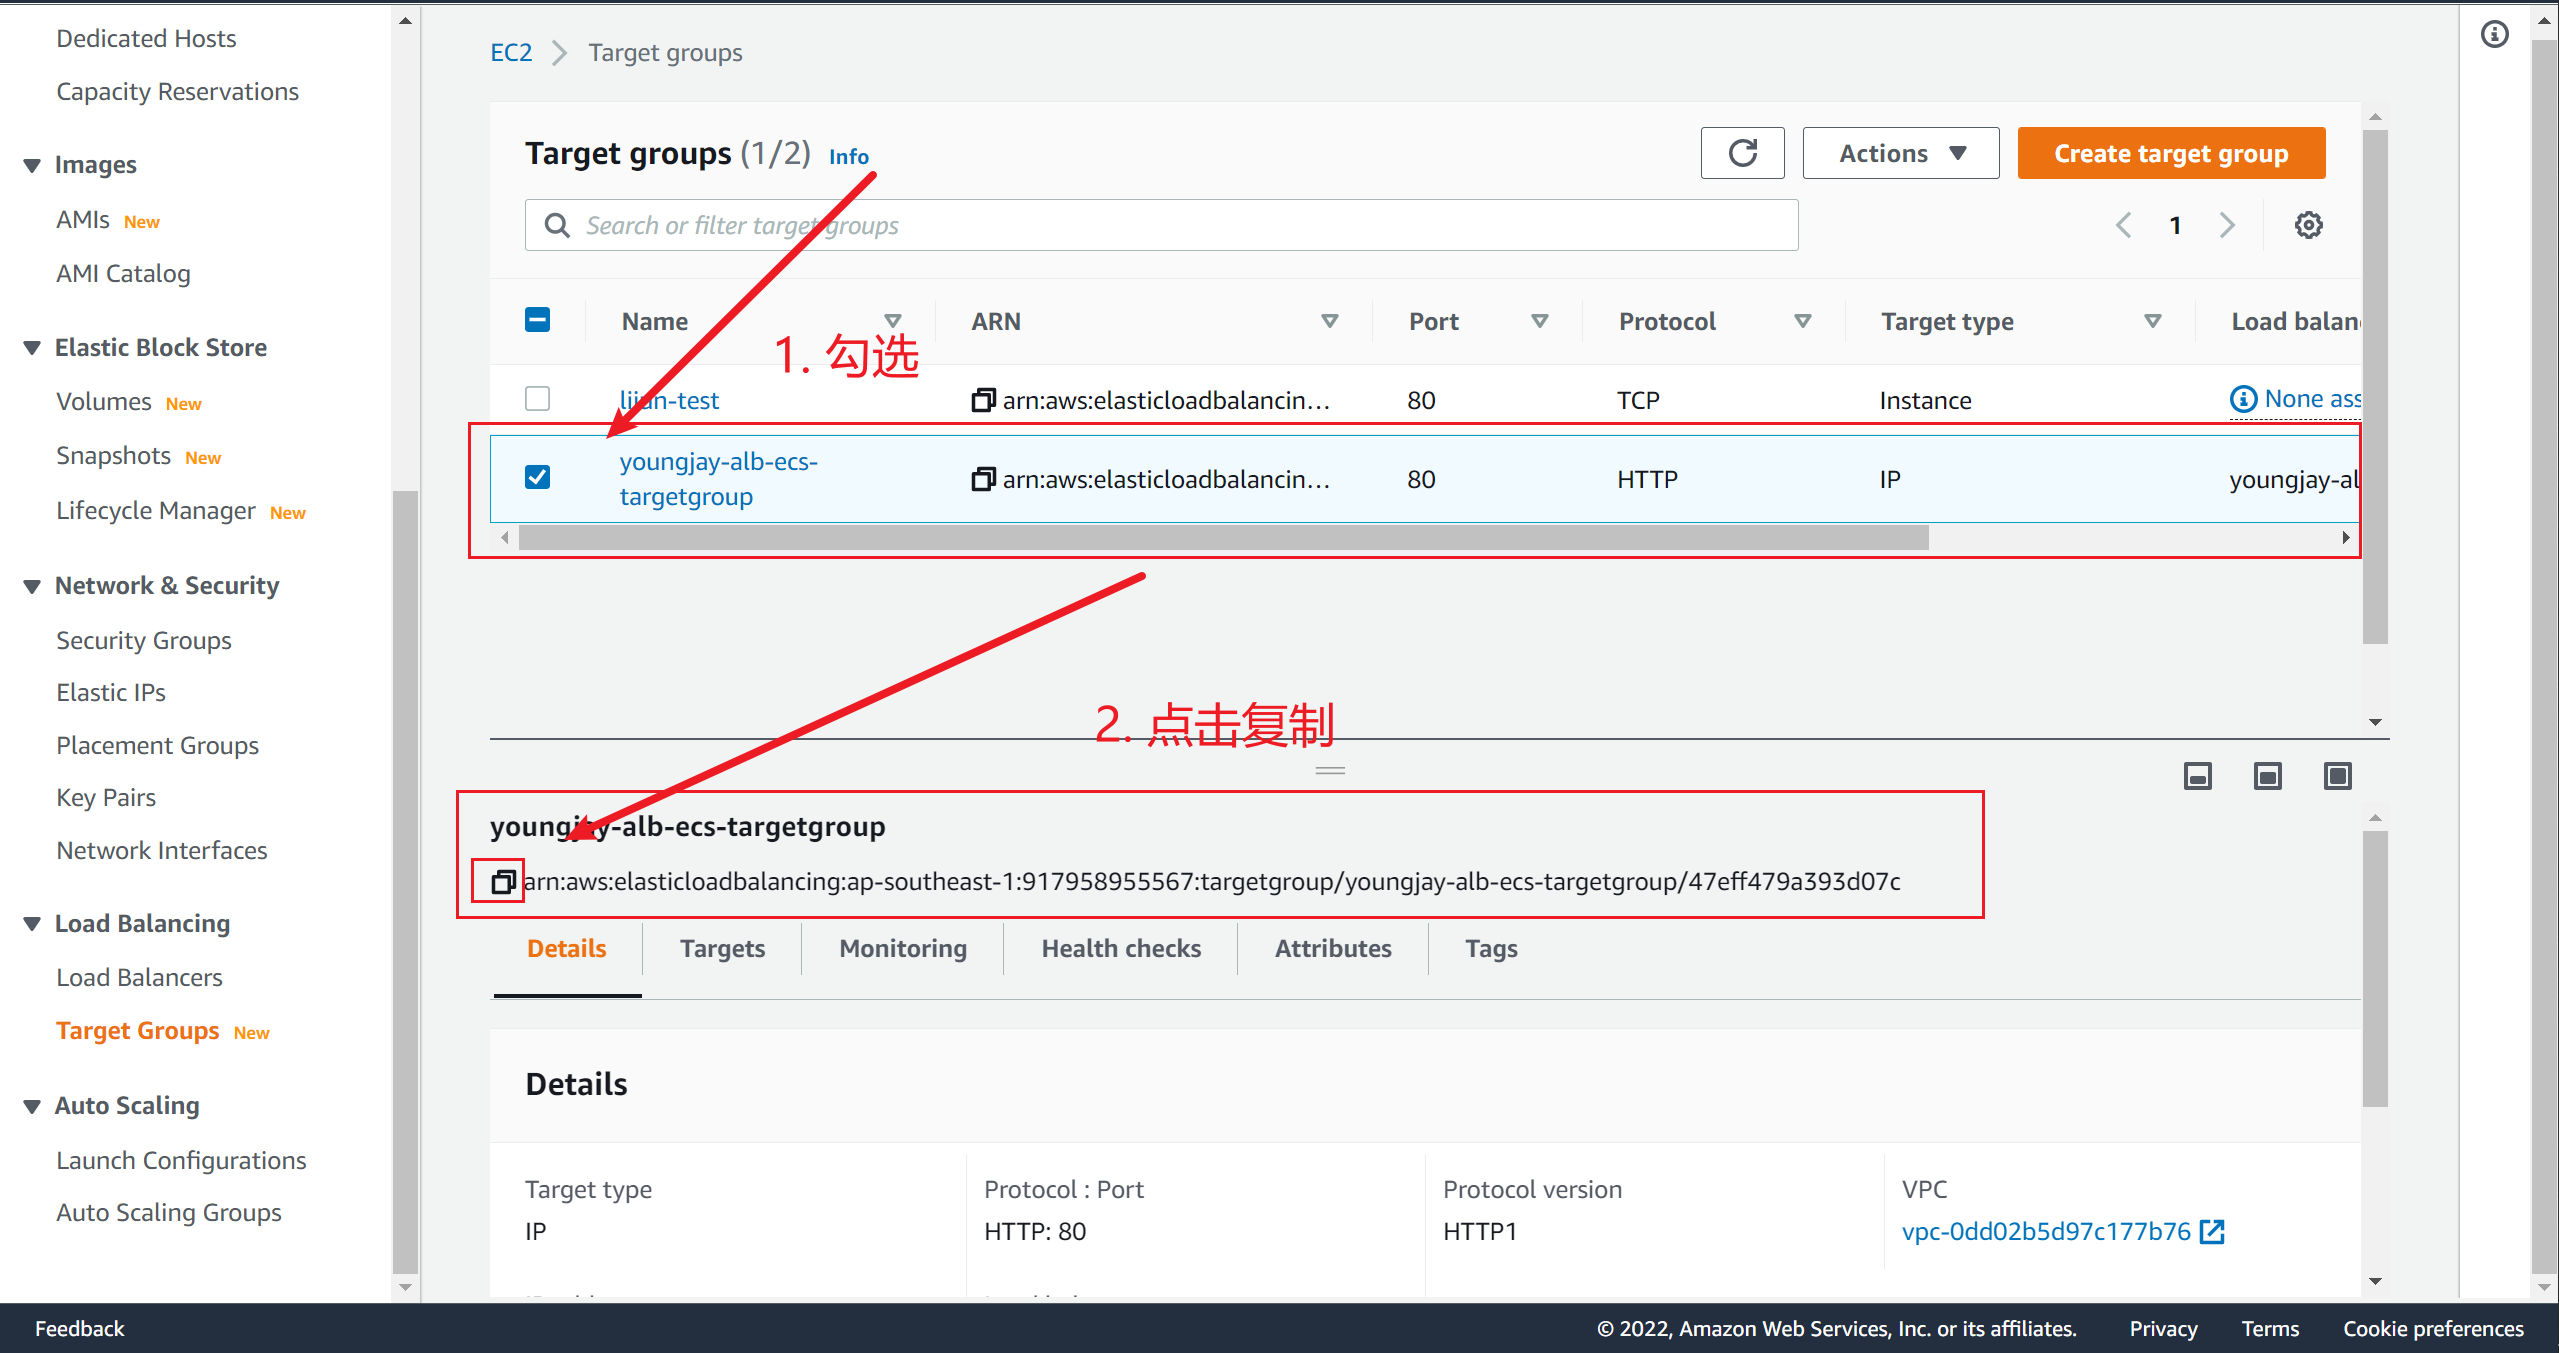 Dedicated Hosts
Capacity Reservations
Images
AMIs New
AMI Catalog
Elastic Block Store
Volumes New
Snapshots New
Lifecycle Manager New
Network & Security
Security Groups
Elastic IPs
Placement Groups
Key Pairs
Network Interfaces
Load Balancing
Load Balancers
Target Groups New
Auto Scaling
Launch Configurations
Auto Scaling Groups
EC2 > Target groups
Target groups (1/2) Info
Actions
Create target group
Search or filter target groups
1
Name ARN Port Protocol Target type Load balan
1. 勾选
lijan-test arn:aws:elasticloadbalancin... 80 TCP Instance None ass
youngjay-alb-ecs-
targetgroup arn:aws:elasticloadbalancin... 80 HTTP IP youngjay-al
2. 点击复制
youngjay-alb-ecs-targetgroup
arn:aws:elasticloadbalancing:ap-southeast-1:917958955567:targetgroup/youngjay-alb-ecs-targetgroup/47eff479a393d07c
Details Targets Monitoring Health checks Attributes Tags
Details
Target type Protocol : Port Protocol version VPC
IP HTTP: 80 HTTP1 vpc-0dd02b5d97c177b76
Feedback © 2022, Amazon Web Services, Inc. or its affiliates. Privacy Terms Cookie preferences